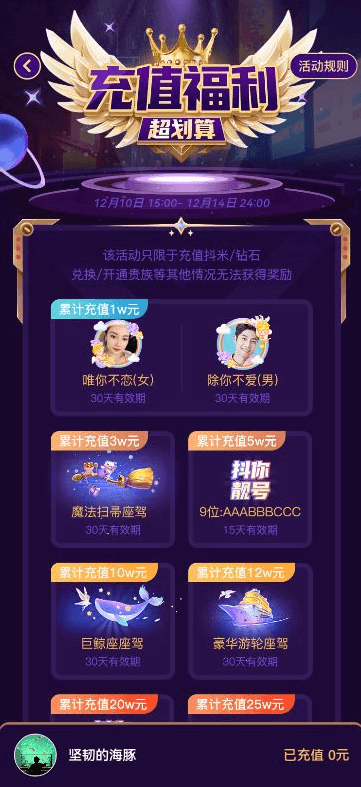 充值福利
活动规则
超划算
12月10日 15:00- 12月14日 24:00
该活动只限于充值抖米/钻石
兑换/开通贵族等其他情况无法获得奖励
累计充值1w元
唯你不恋(女)
除你不爱(男)
30天有效期
30天有效期
累计充值3w元
累计充值5w元
抖你
靓号
魔法扫帚座驾
9位:AAABBBCCC
30天有效期
15天有效期
累计充值10w元
累计充值12w元
巨鲸座座驾
豪华游轮座驾
30天有效期
30天有效期
累计充值20w元
累计充值25w元
坚韧的海豚
已充值 0元